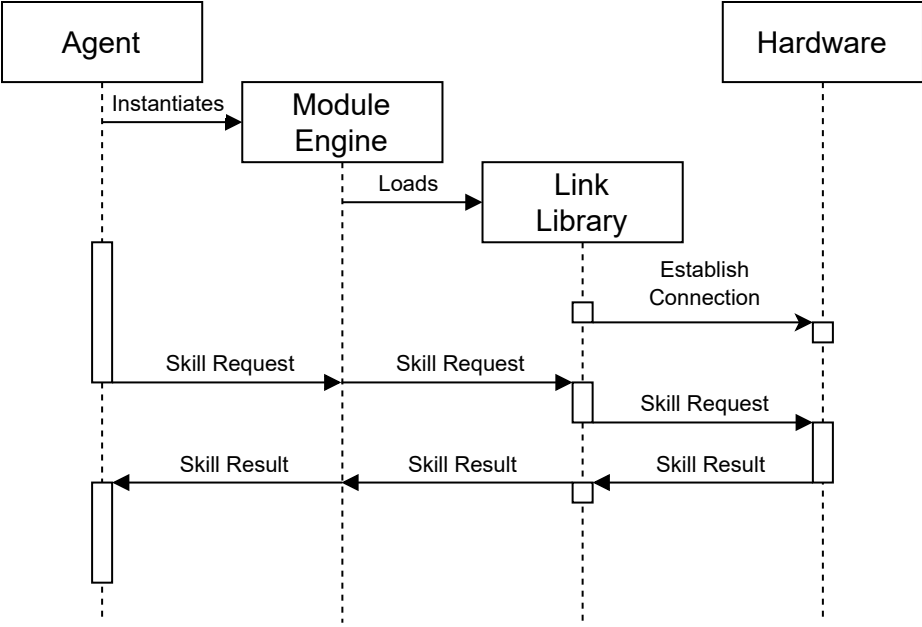 Agent
Hardware
Instantiates
Module
Engine
Loads
Link
Library
Establish
Connection
Skill Request
Skill Request
Skill Request
Skill Result
Skill Result
Skill Result